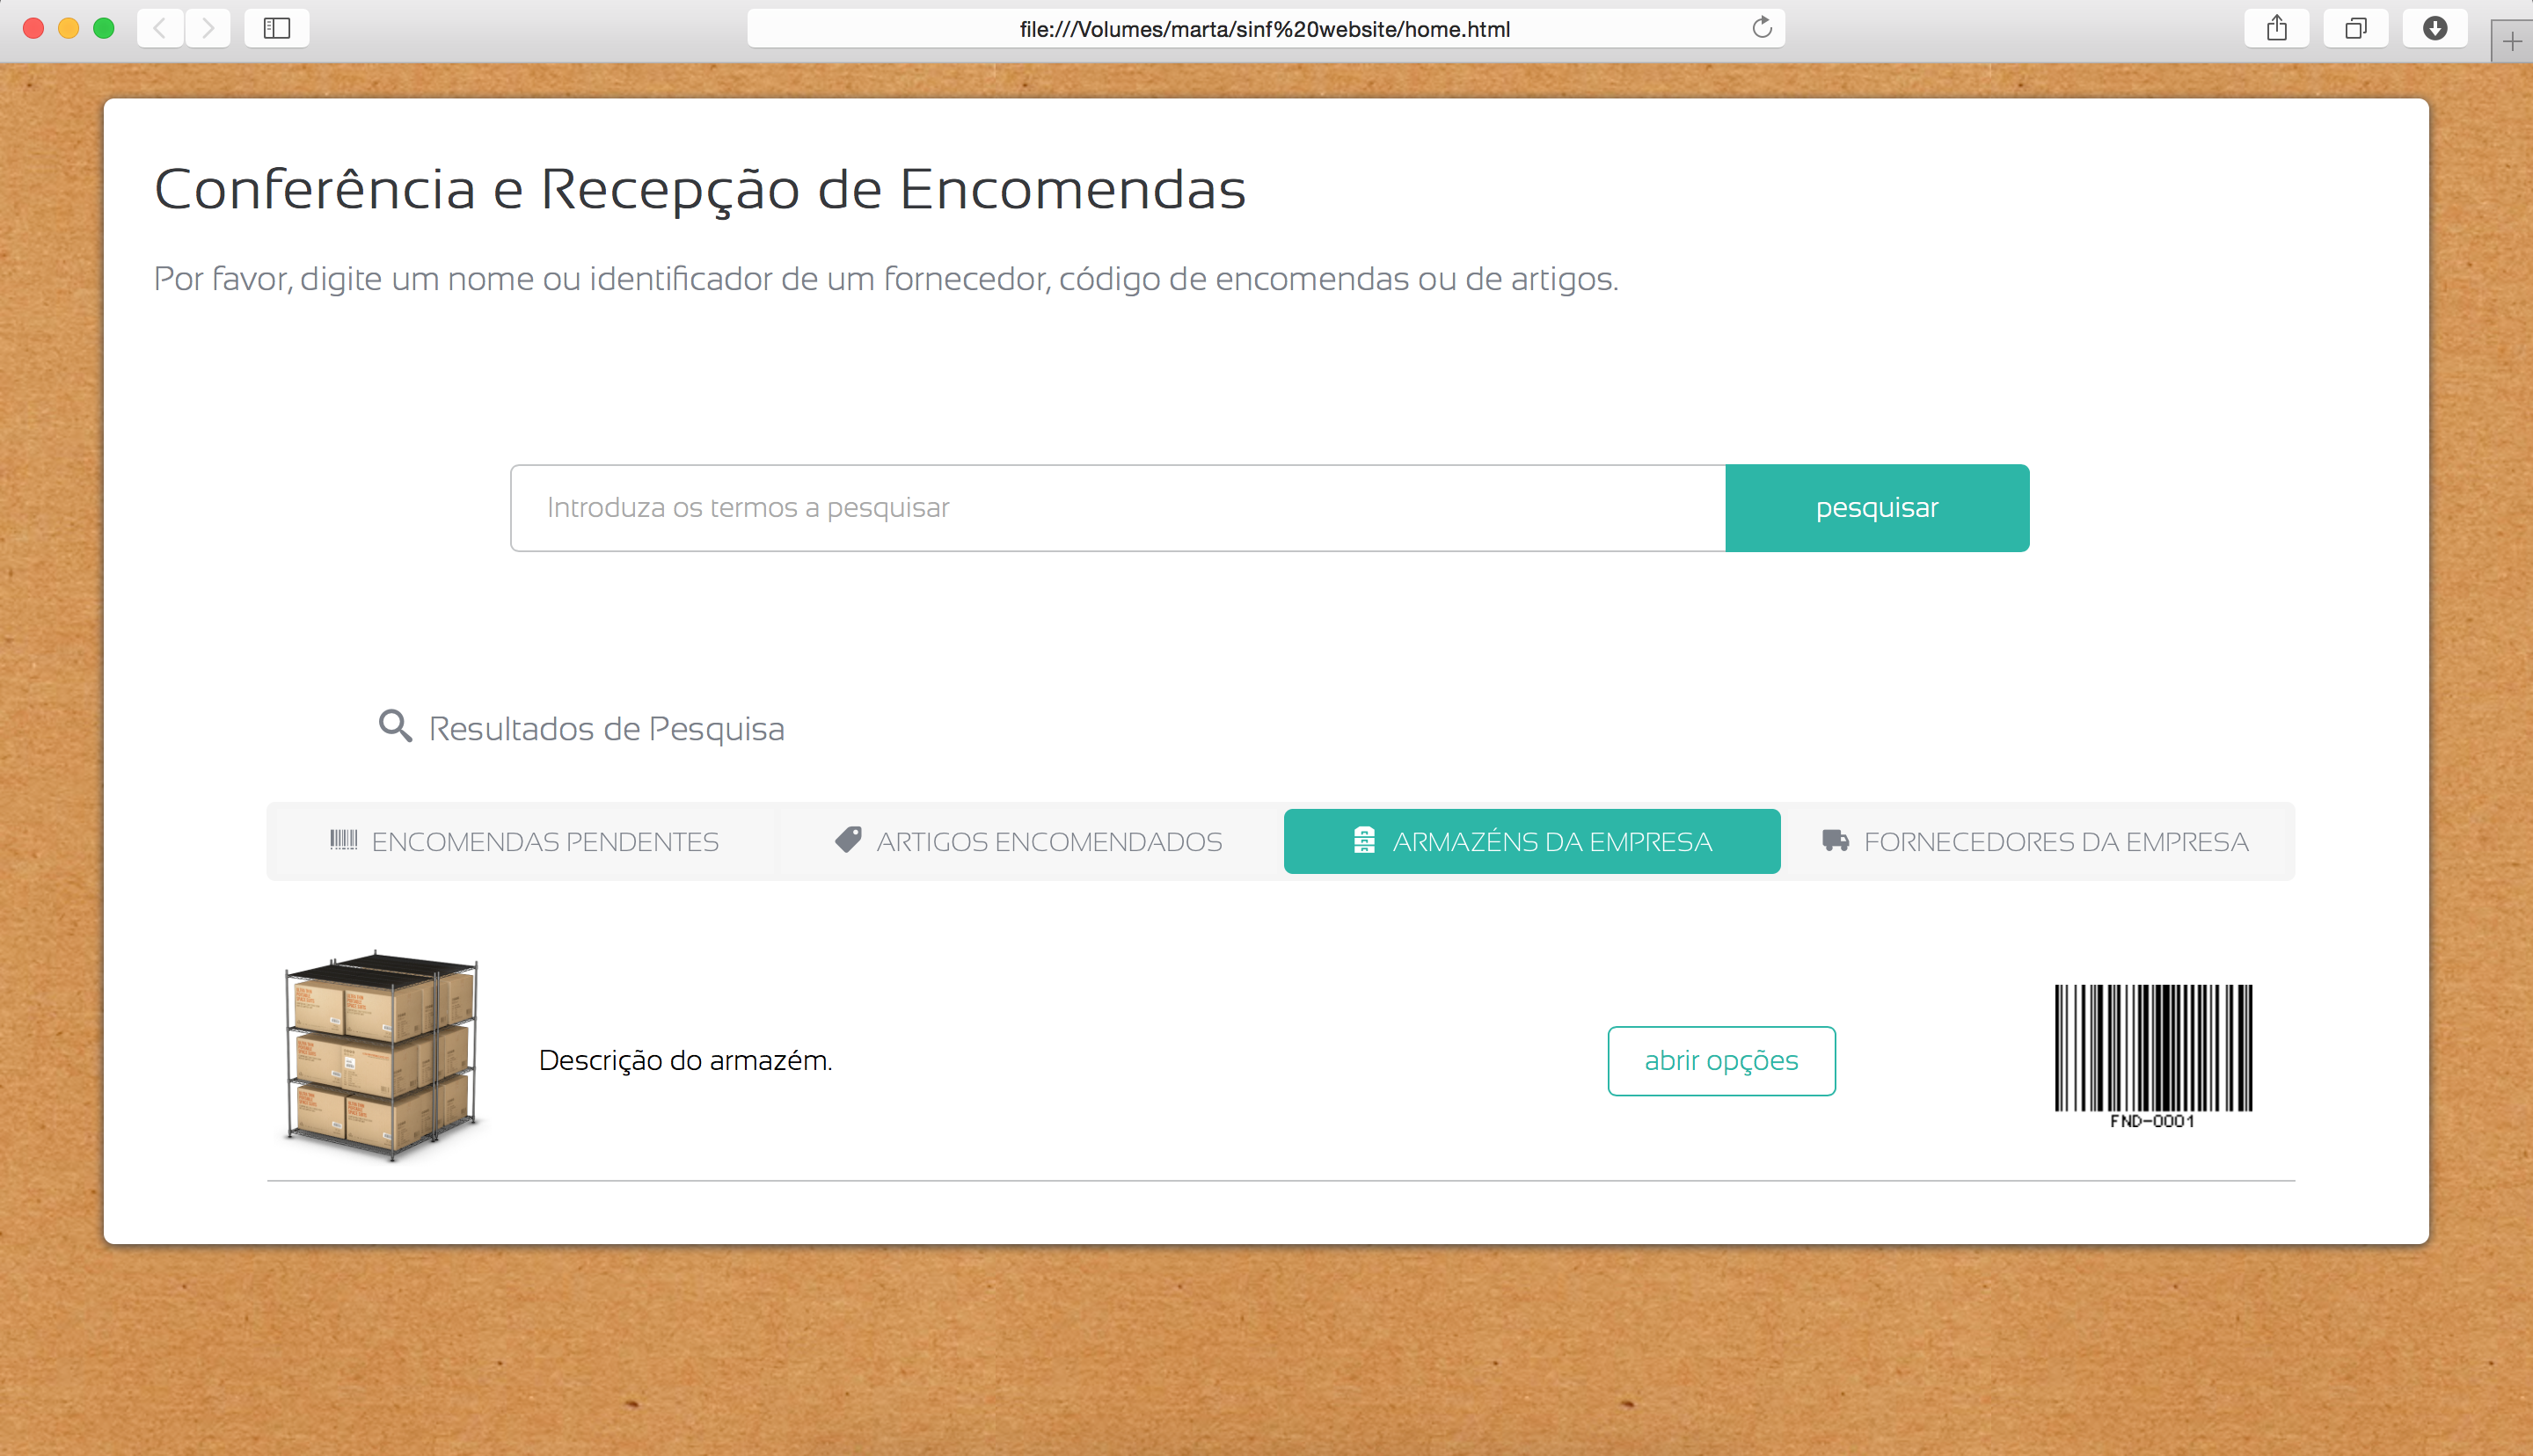 file:///Volumes/marta/sinf%20website/home.html
Conferência e Recepção de Encomendas
Por favor, digite um nome ou identificador de um fornecedor, código de encomendas ou de artigos.
Introduza os termos a pesquisar
pesquisar
Resultados de Pesquisa
ENCOMENDAS PENDENTES
ARTIGOS ENCOMENDADOS
ARMAZÉNS DA EMPRESA
FORNECEDORES DA EMPRESA
Descrição do armazém.
abrir opções
FND-0001